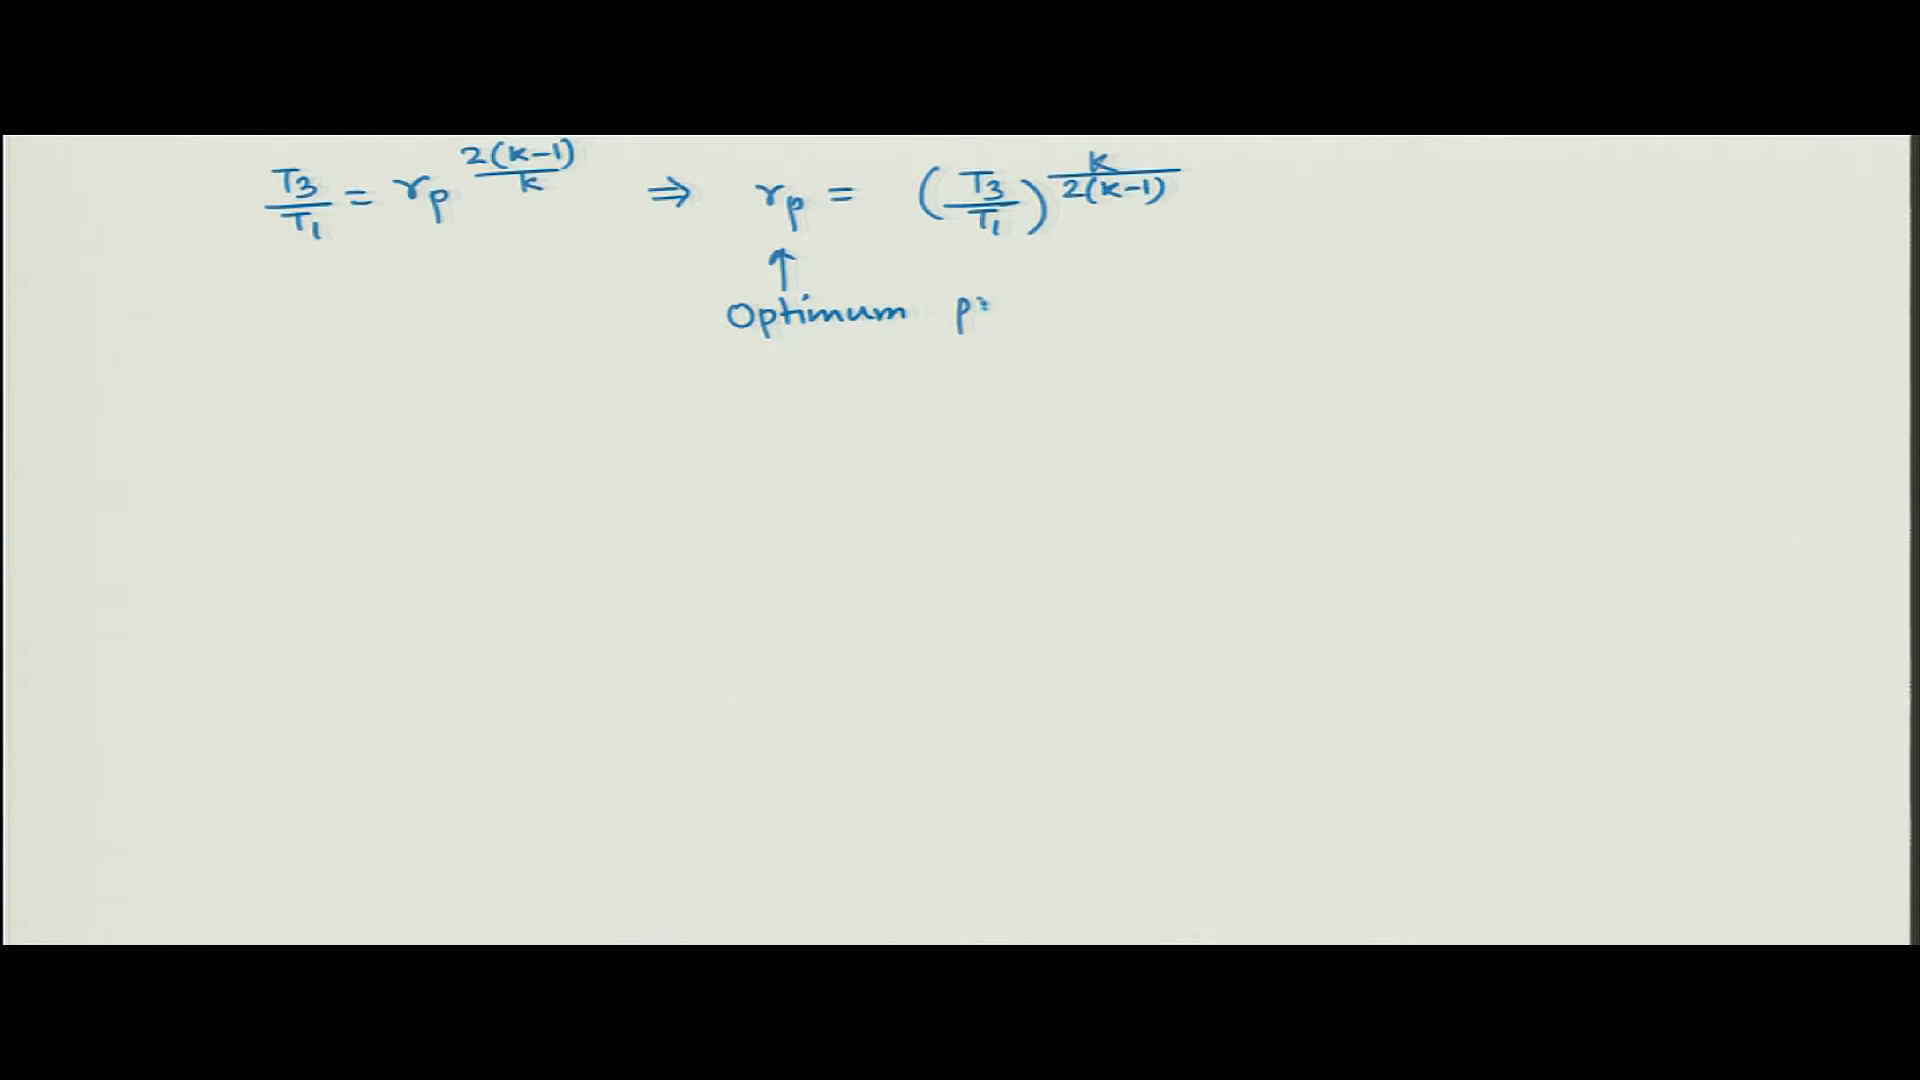 T3/T1 = rp^(2(k-1)/k) ⇒ rp = (T3/T1)^(k/2(k-1))
↑
Optimum